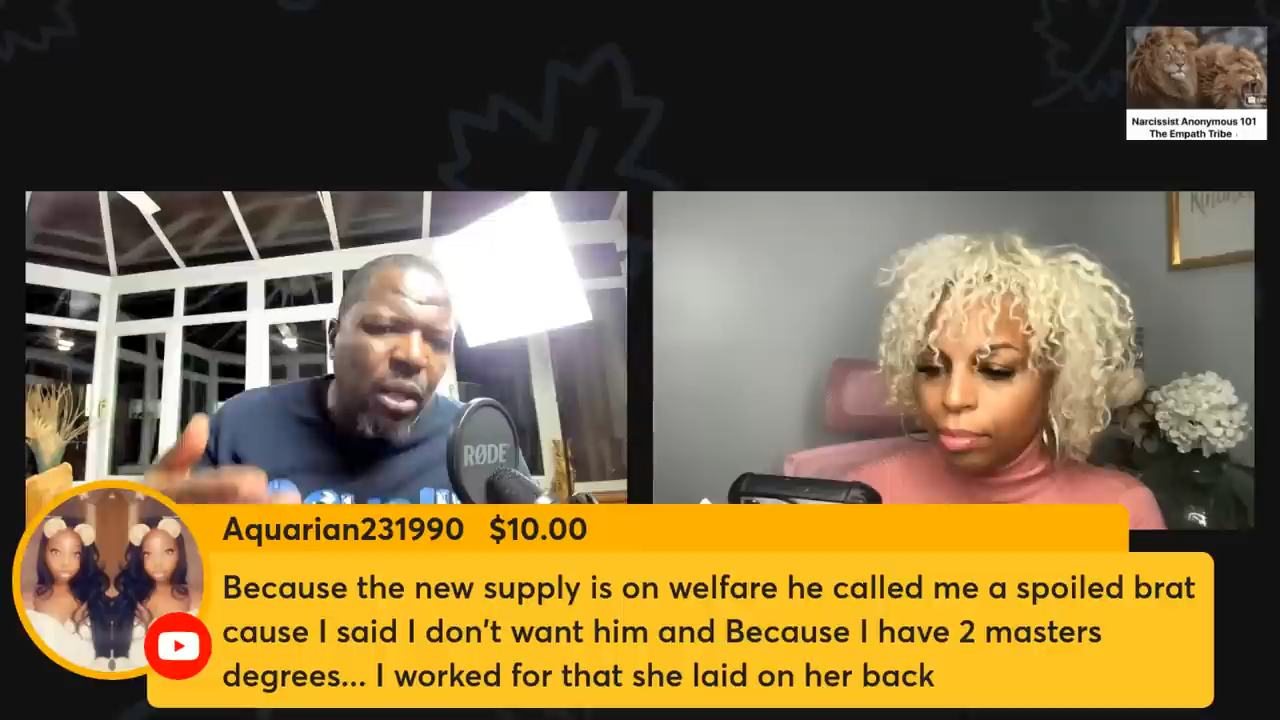 Narcissist Anonymous 101
The Empath Tribe
RØDE
Aquarian231990 $10.00
Because the new supply is on welfare he called me a spoiled brat
cause I said I don't want him and Because I have 2 masters
degrees... I worked for that she laid on her back